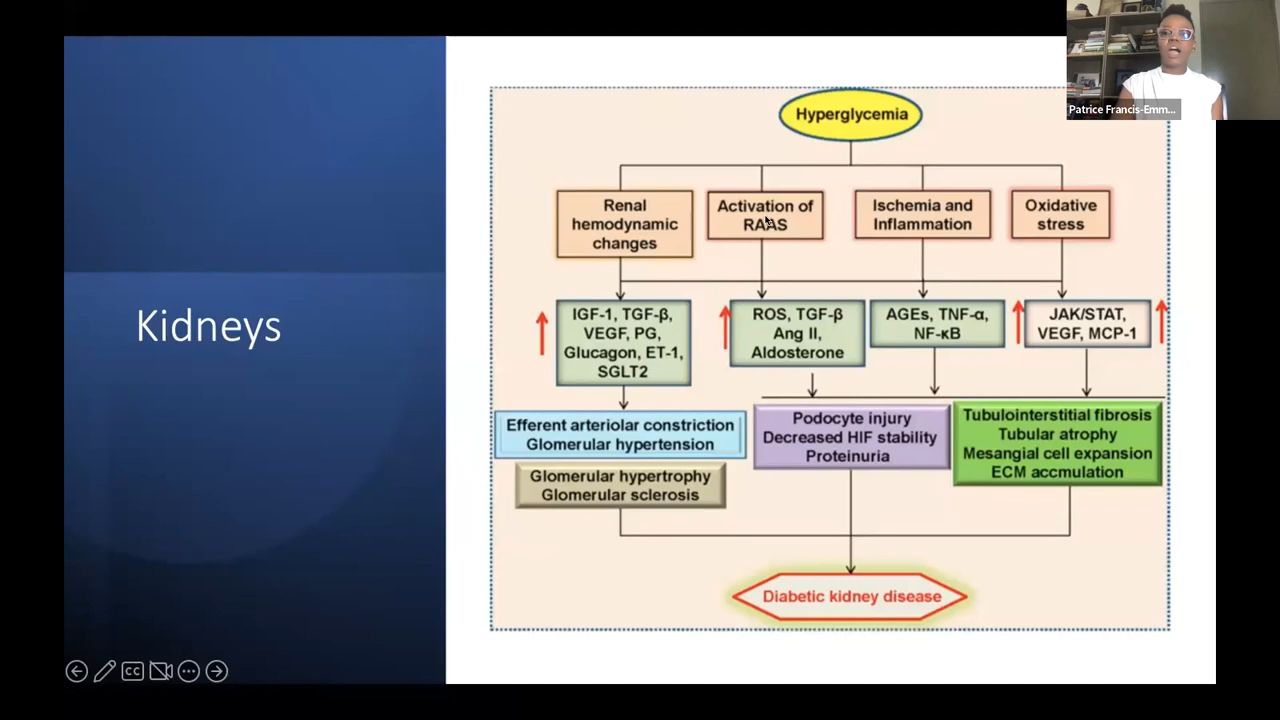 Patrice Francis-Emm...
Kidneys
Hyperglycemia
Renal
hemodynamic
changes
Activation of
RAAS
Ischemia and
Inflammation
Oxidative
stress
IGF-1, TGF-β,
VEGF, PG,
Glucagon, ET-1,
SGLT2
ROS, TGF-β
Ang II,
Aldosterone
AGEs, TNF-α,
NF-κB
JAK/STAT,
VEGF, MCP-1
Efferent arteriolar constriction
Glomerular hypertension
Glomerular hypertrophy
Glomerular sclerosis
Podocyte injury
Decreased HIF stability
Proteinuria
Tubulointerstitial fibrosis
Tubular atrophy
Mesangial cell expansion
ECM accmulation
Diabetic kidney disease
CC